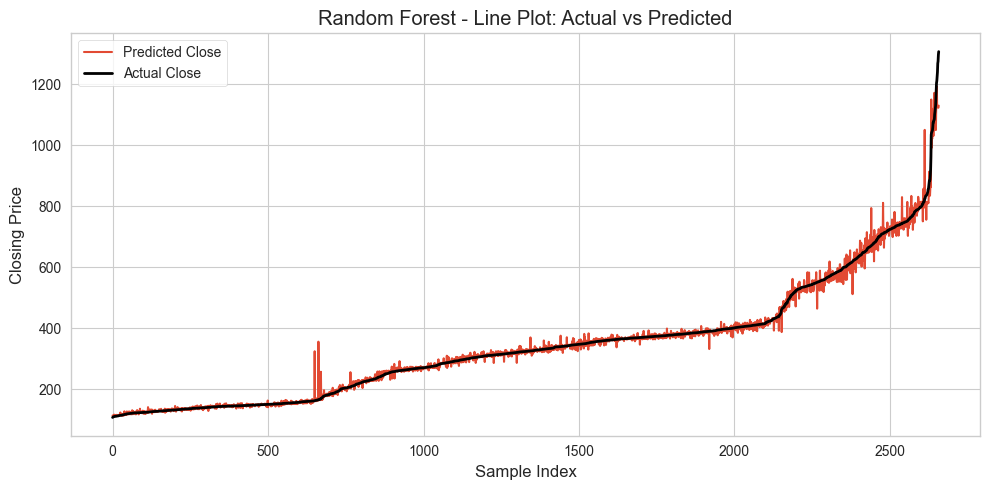 Random Forest - Line Plot: Actual vs Predicted
Predicted Close
Actual Close
Closing Price
1200
1000
800
600
400
200
0 500 1000 1500 2000 2500
Sample Index